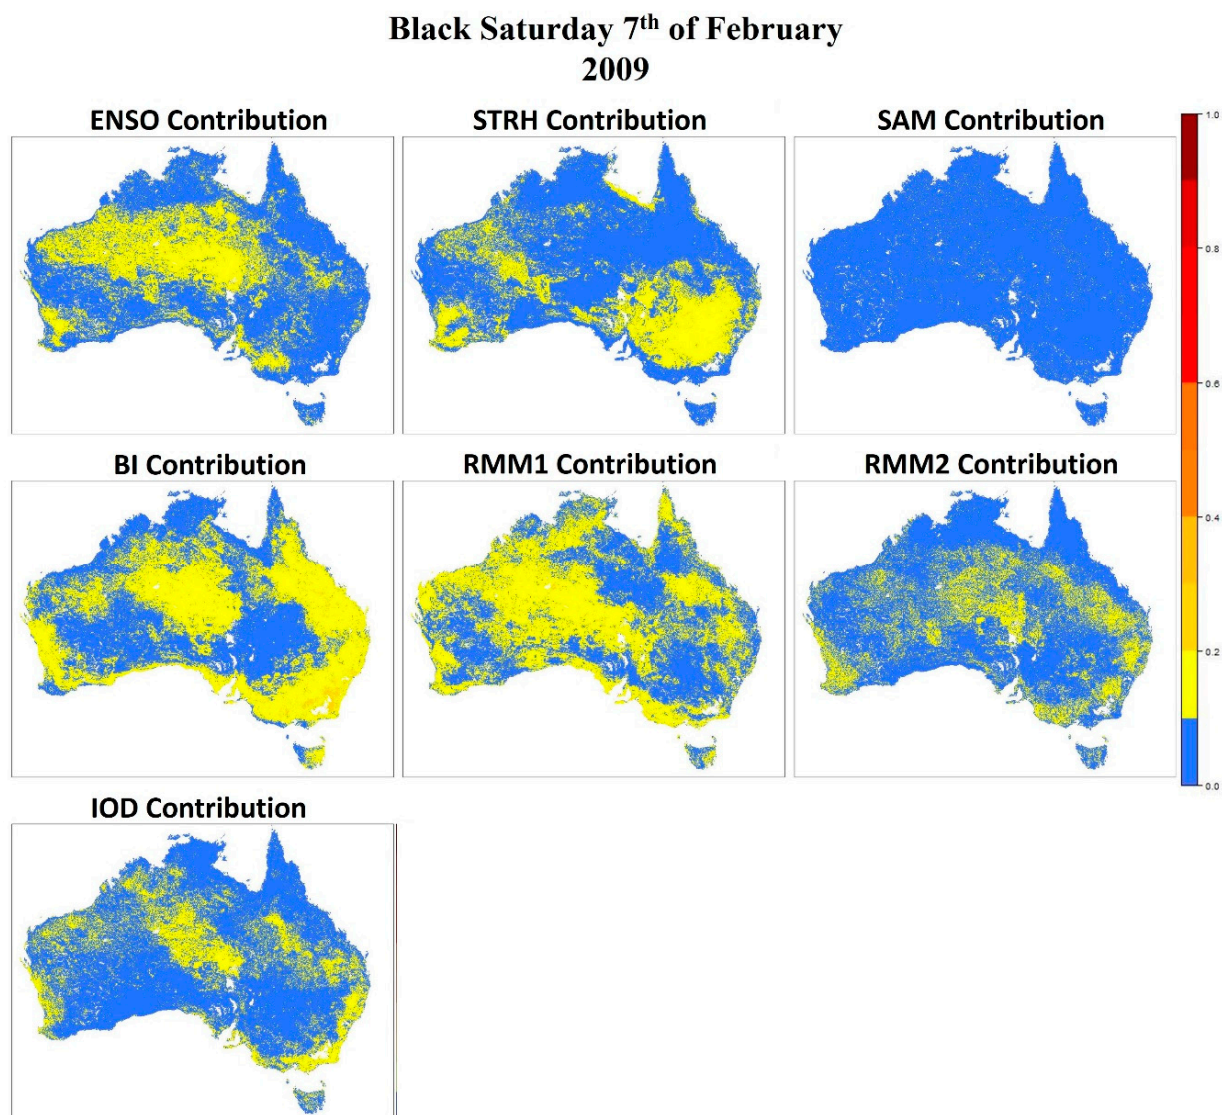 Black Saturday 7th of February
2009
ENSO Contribution
STRH Contribution
SAM Contribution
1.0
0.8
0.6
0.4
0.2
0.0
BI Contribution
RMM1 Contribution
RMM2 Contribution
IOD Contribution